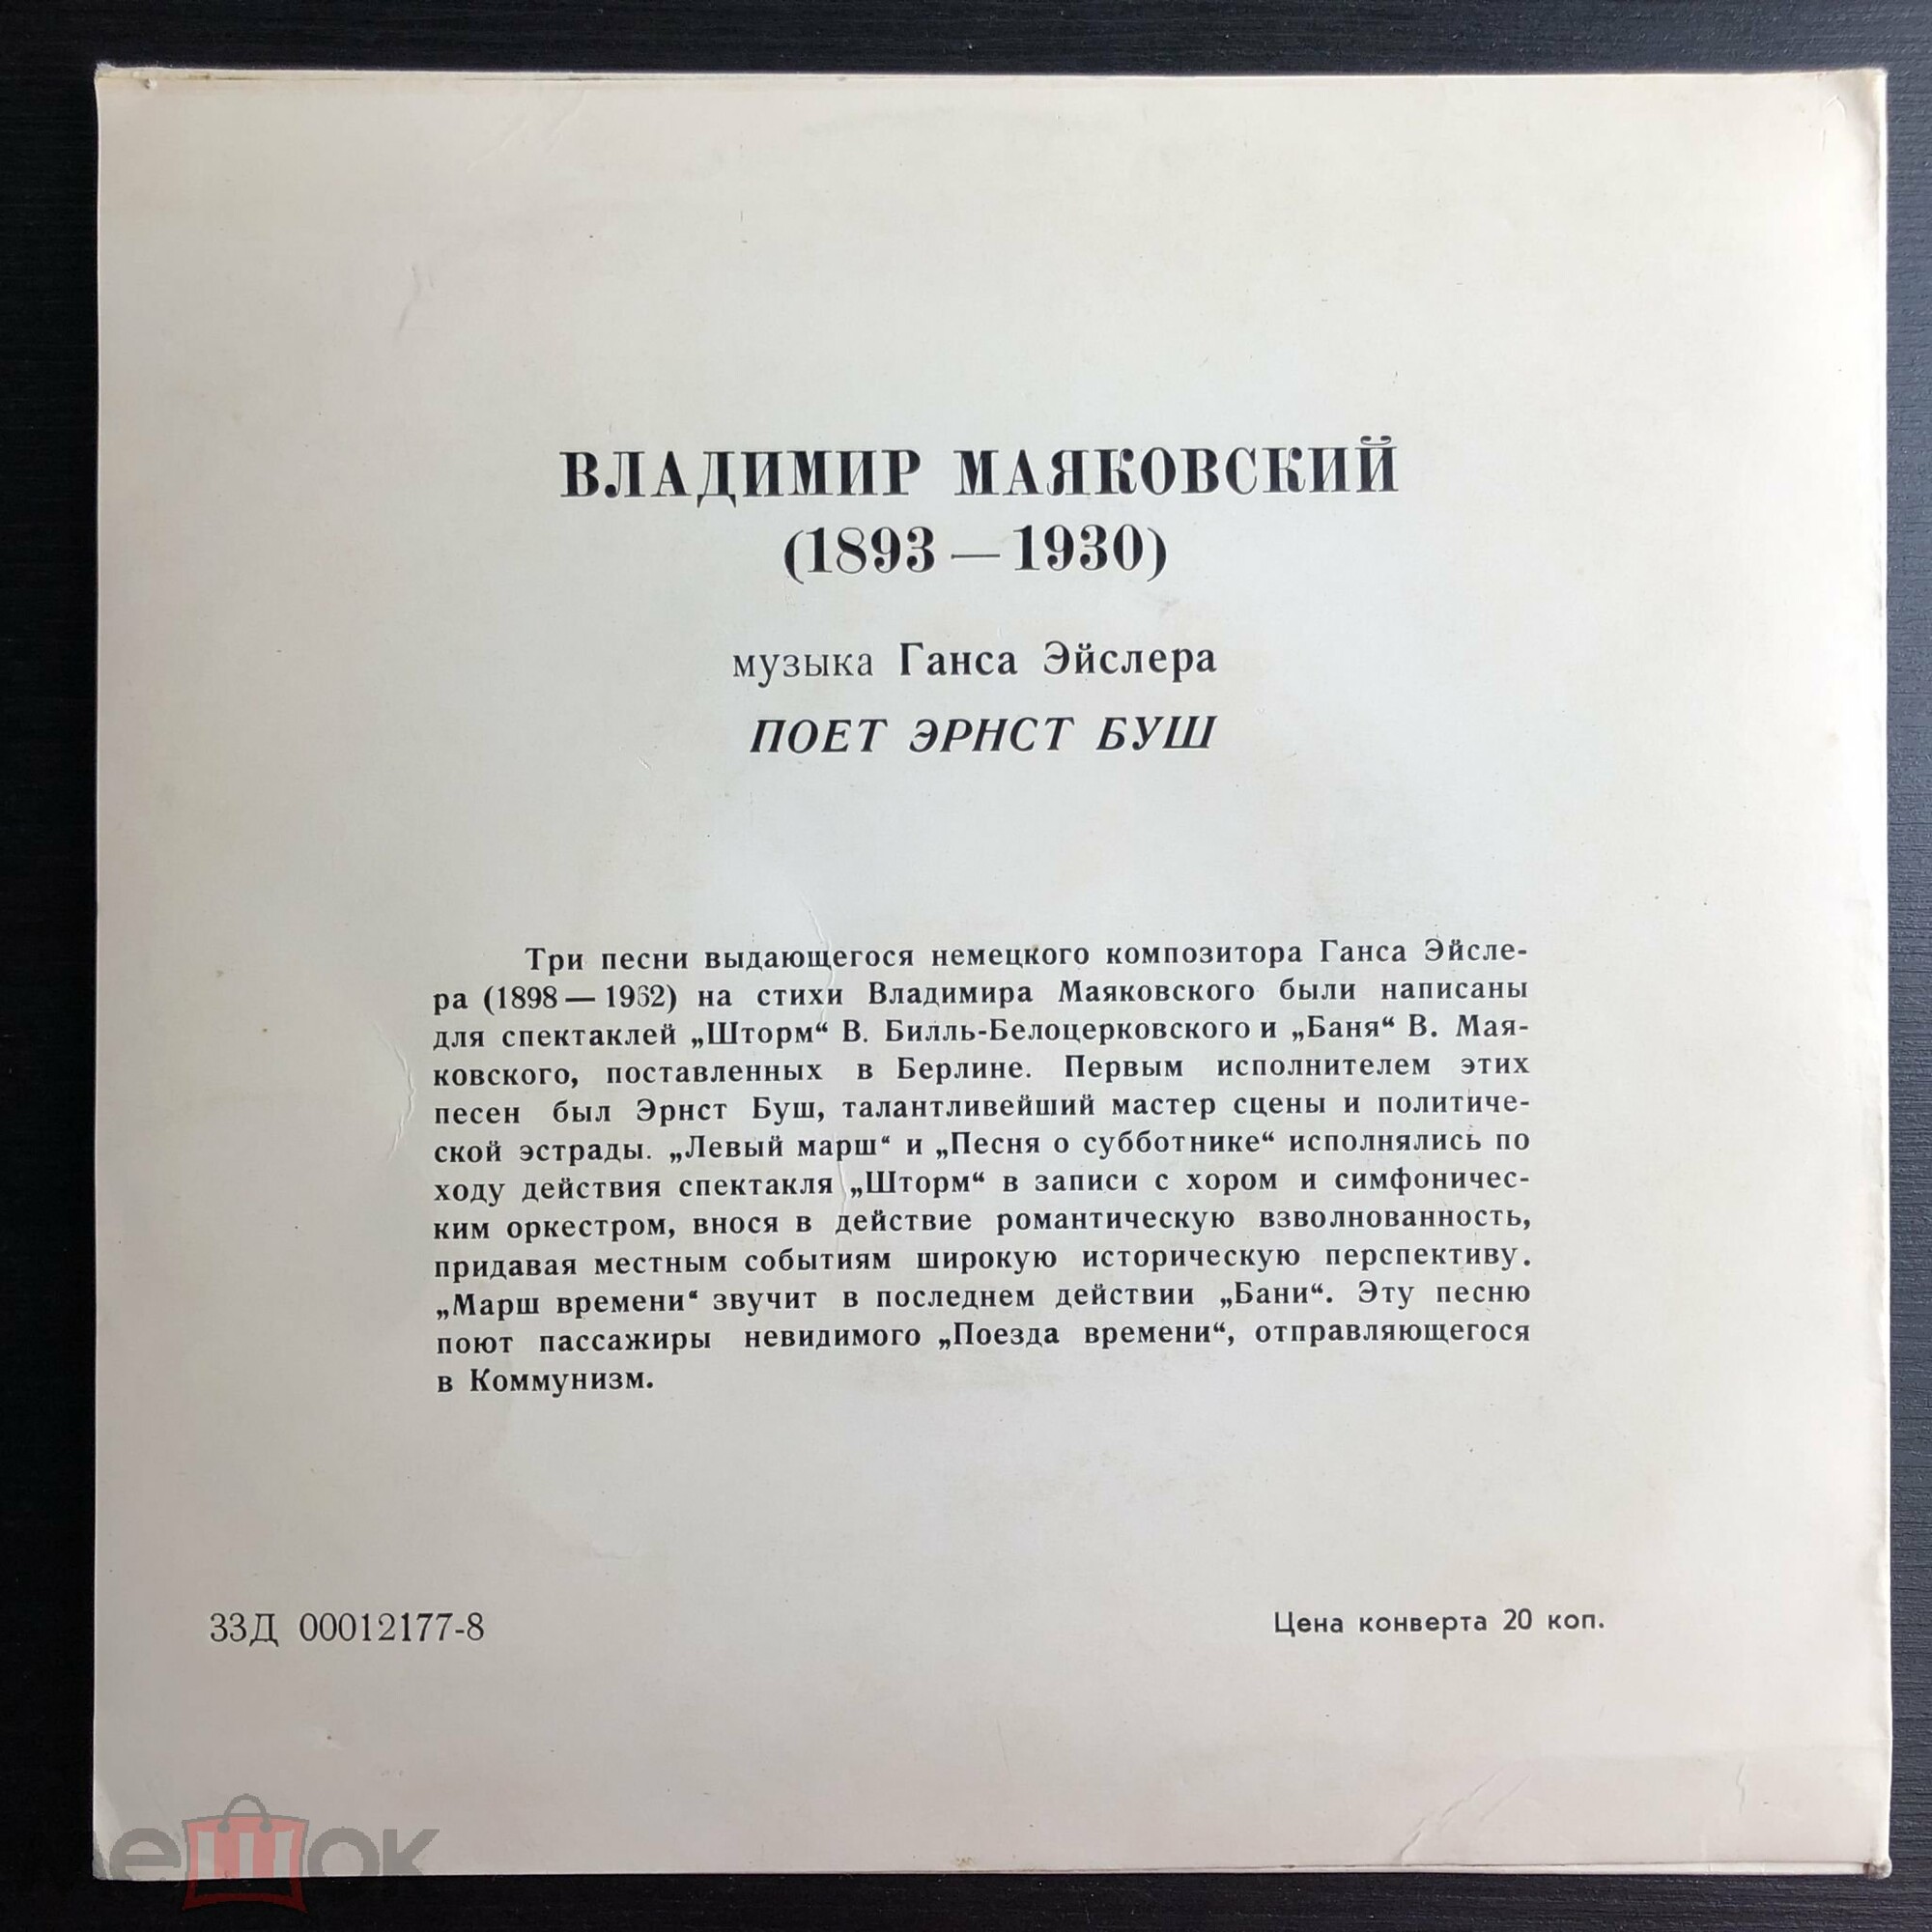 ВЛАДИМИР МАЯКОВСКИЙ
(1893 — 1930)
музыка Ганса Эйслера
ПОЕТ ЭРНСТ БУШ
Три песни выдающегося немецкого композитора Ганса Эйсле-
ра (1898 — 1962) на стихи Владимира Маяковского были написаны
для спектаклей „Шторм“ В. Билль-Белоцерковского и „Баня“ В. Мая-
ковского, поставленных в Берлине. Первым исполнителем этих
песен был Эрнст Буш, талантливейший мастер сцены и политиче-
ской эстрады. „Левый марш“ и „Песня о субботнике“ исполнялись по
ходу действия спектакля „Шторм“ в записи с хором и симфоничес-
ким оркестром, внося в действие романтическую взволнованность,
придавая местным событиям широкую историческую перспективу.
„Марш времени“ звучит в последнем действии „Бани“. Эту песню
поют пассажиры невидимого „Поезда времени“, отправляющегося
в Коммунизм.
33Д 00012177-8
Цена конверта 20 коп.
мешок